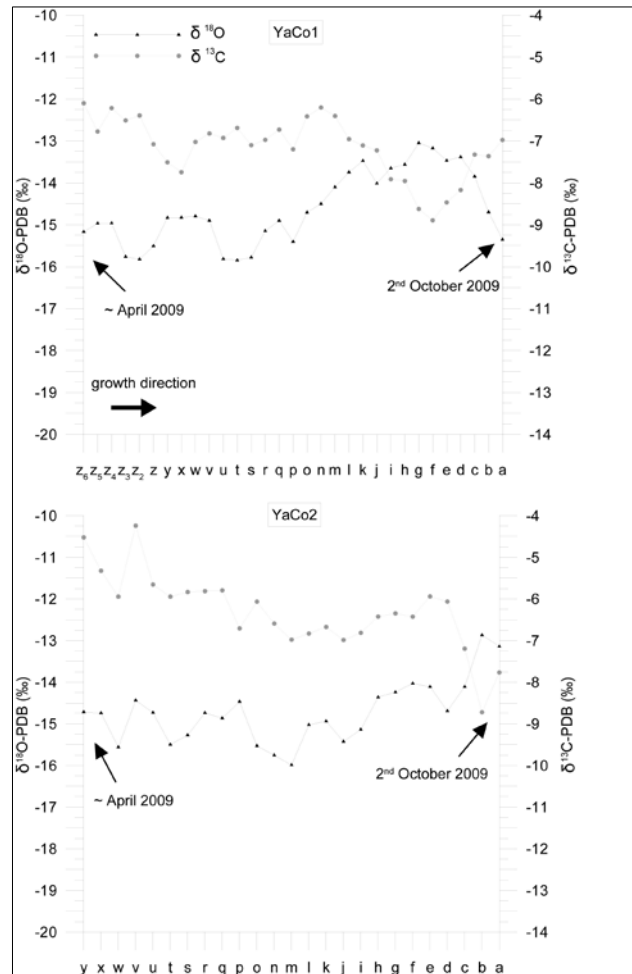 YaCo1
δ ¹⁸O
δ ¹³C
-10
-11
-12
-13
-14
-15
-16
-17
-18
-19
-20
δ¹⁸O-PDB (‰)
-4
-5
-6
-7
-8
-9
-10
-11
-12
-13
-14
δ¹³C-PDB (‰)
~ April 2009
2ⁿᵈ October 2009
growth direction
z₆ z₅ z₄ z₃ z₂ z y x w v u t s r q p o n m l k j i h g f e d c b a
YaCo2
-10
-11
-12
-13
-14
-15
-16
-17
-18
-19
-20
δ¹⁸O-PDB (‰)
-4
-5
-6
-7
-8
-9
-10
-11
-12
-13
-14
δ¹³C-PDB (‰)
~ April 2009
2ⁿᵈ October 2009
y x w v u t s r q p o n m l k j i h g f e d c b a